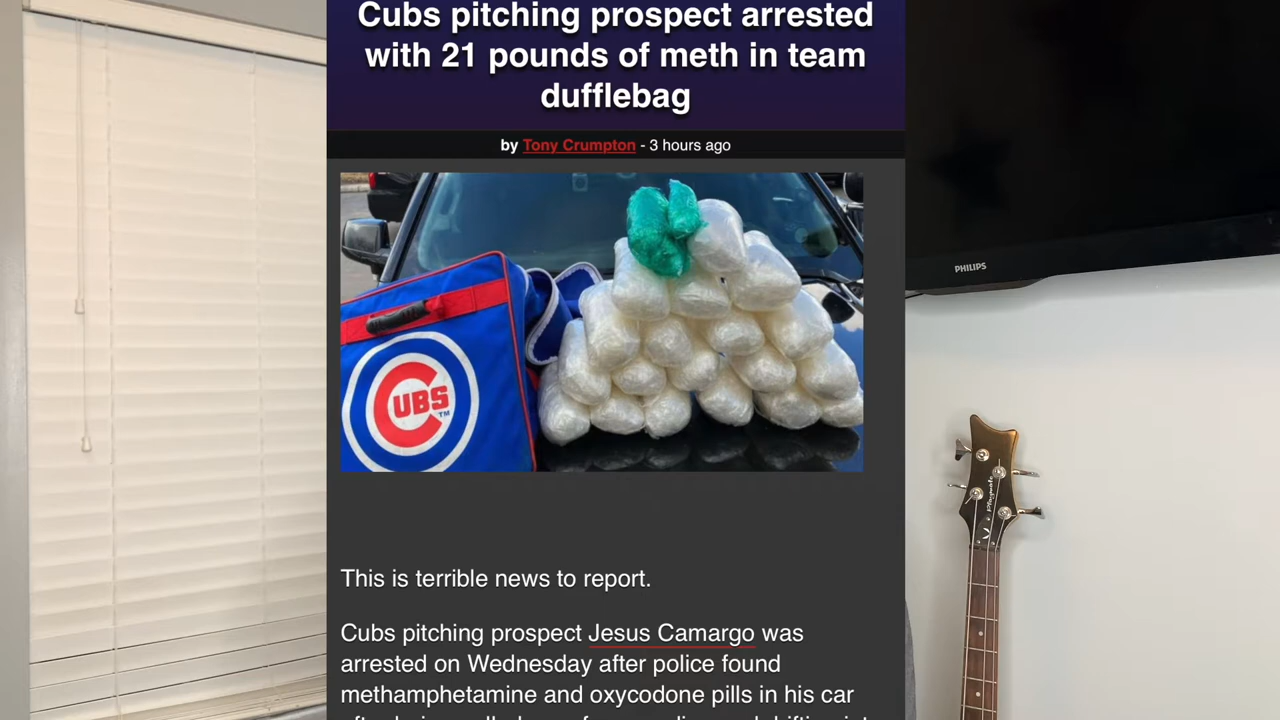 Cubs pitching prospect arrested
with 21 pounds of meth in team
dufflebag
by Tony Crumpton - 3 hours ago
CUBS
TM
PHILIPS
This is terrible news to report.
Cubs pitching prospect Jesus Camargo was
arrested on Wednesday after police found
methamphetamine and oxycodone pills in his car